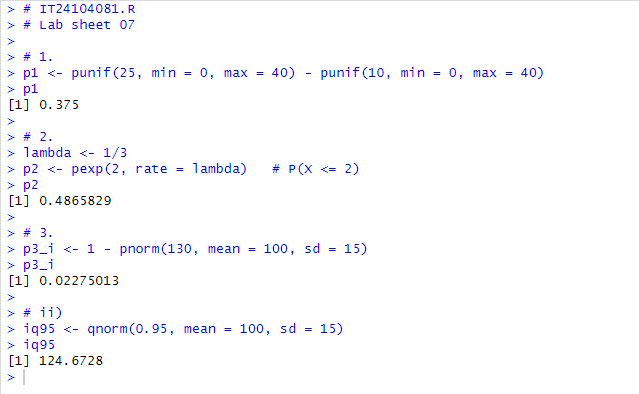 > # IT24104081.R
> # Lab sheet 07
>
> # 1.
> p1 <- punif(25, min = 0, max = 40) - punif(10, min = 0, max = 40)
> p1
[1] 0.375
>
> # 2.
> lambda <- 1/3
> p2 <- pexp(2, rate = lambda)   # P(X <= 2)
> p2
[1] 0.4865829
>
> # 3.
> p3_i <- 1 - pnorm(130, mean = 100, sd = 15)
> p3_i
[1] 0.02275013
>
> # ii)
> iq95 <- qnorm(0.95, mean = 100, sd = 15)
> iq95
[1] 124.6728
>